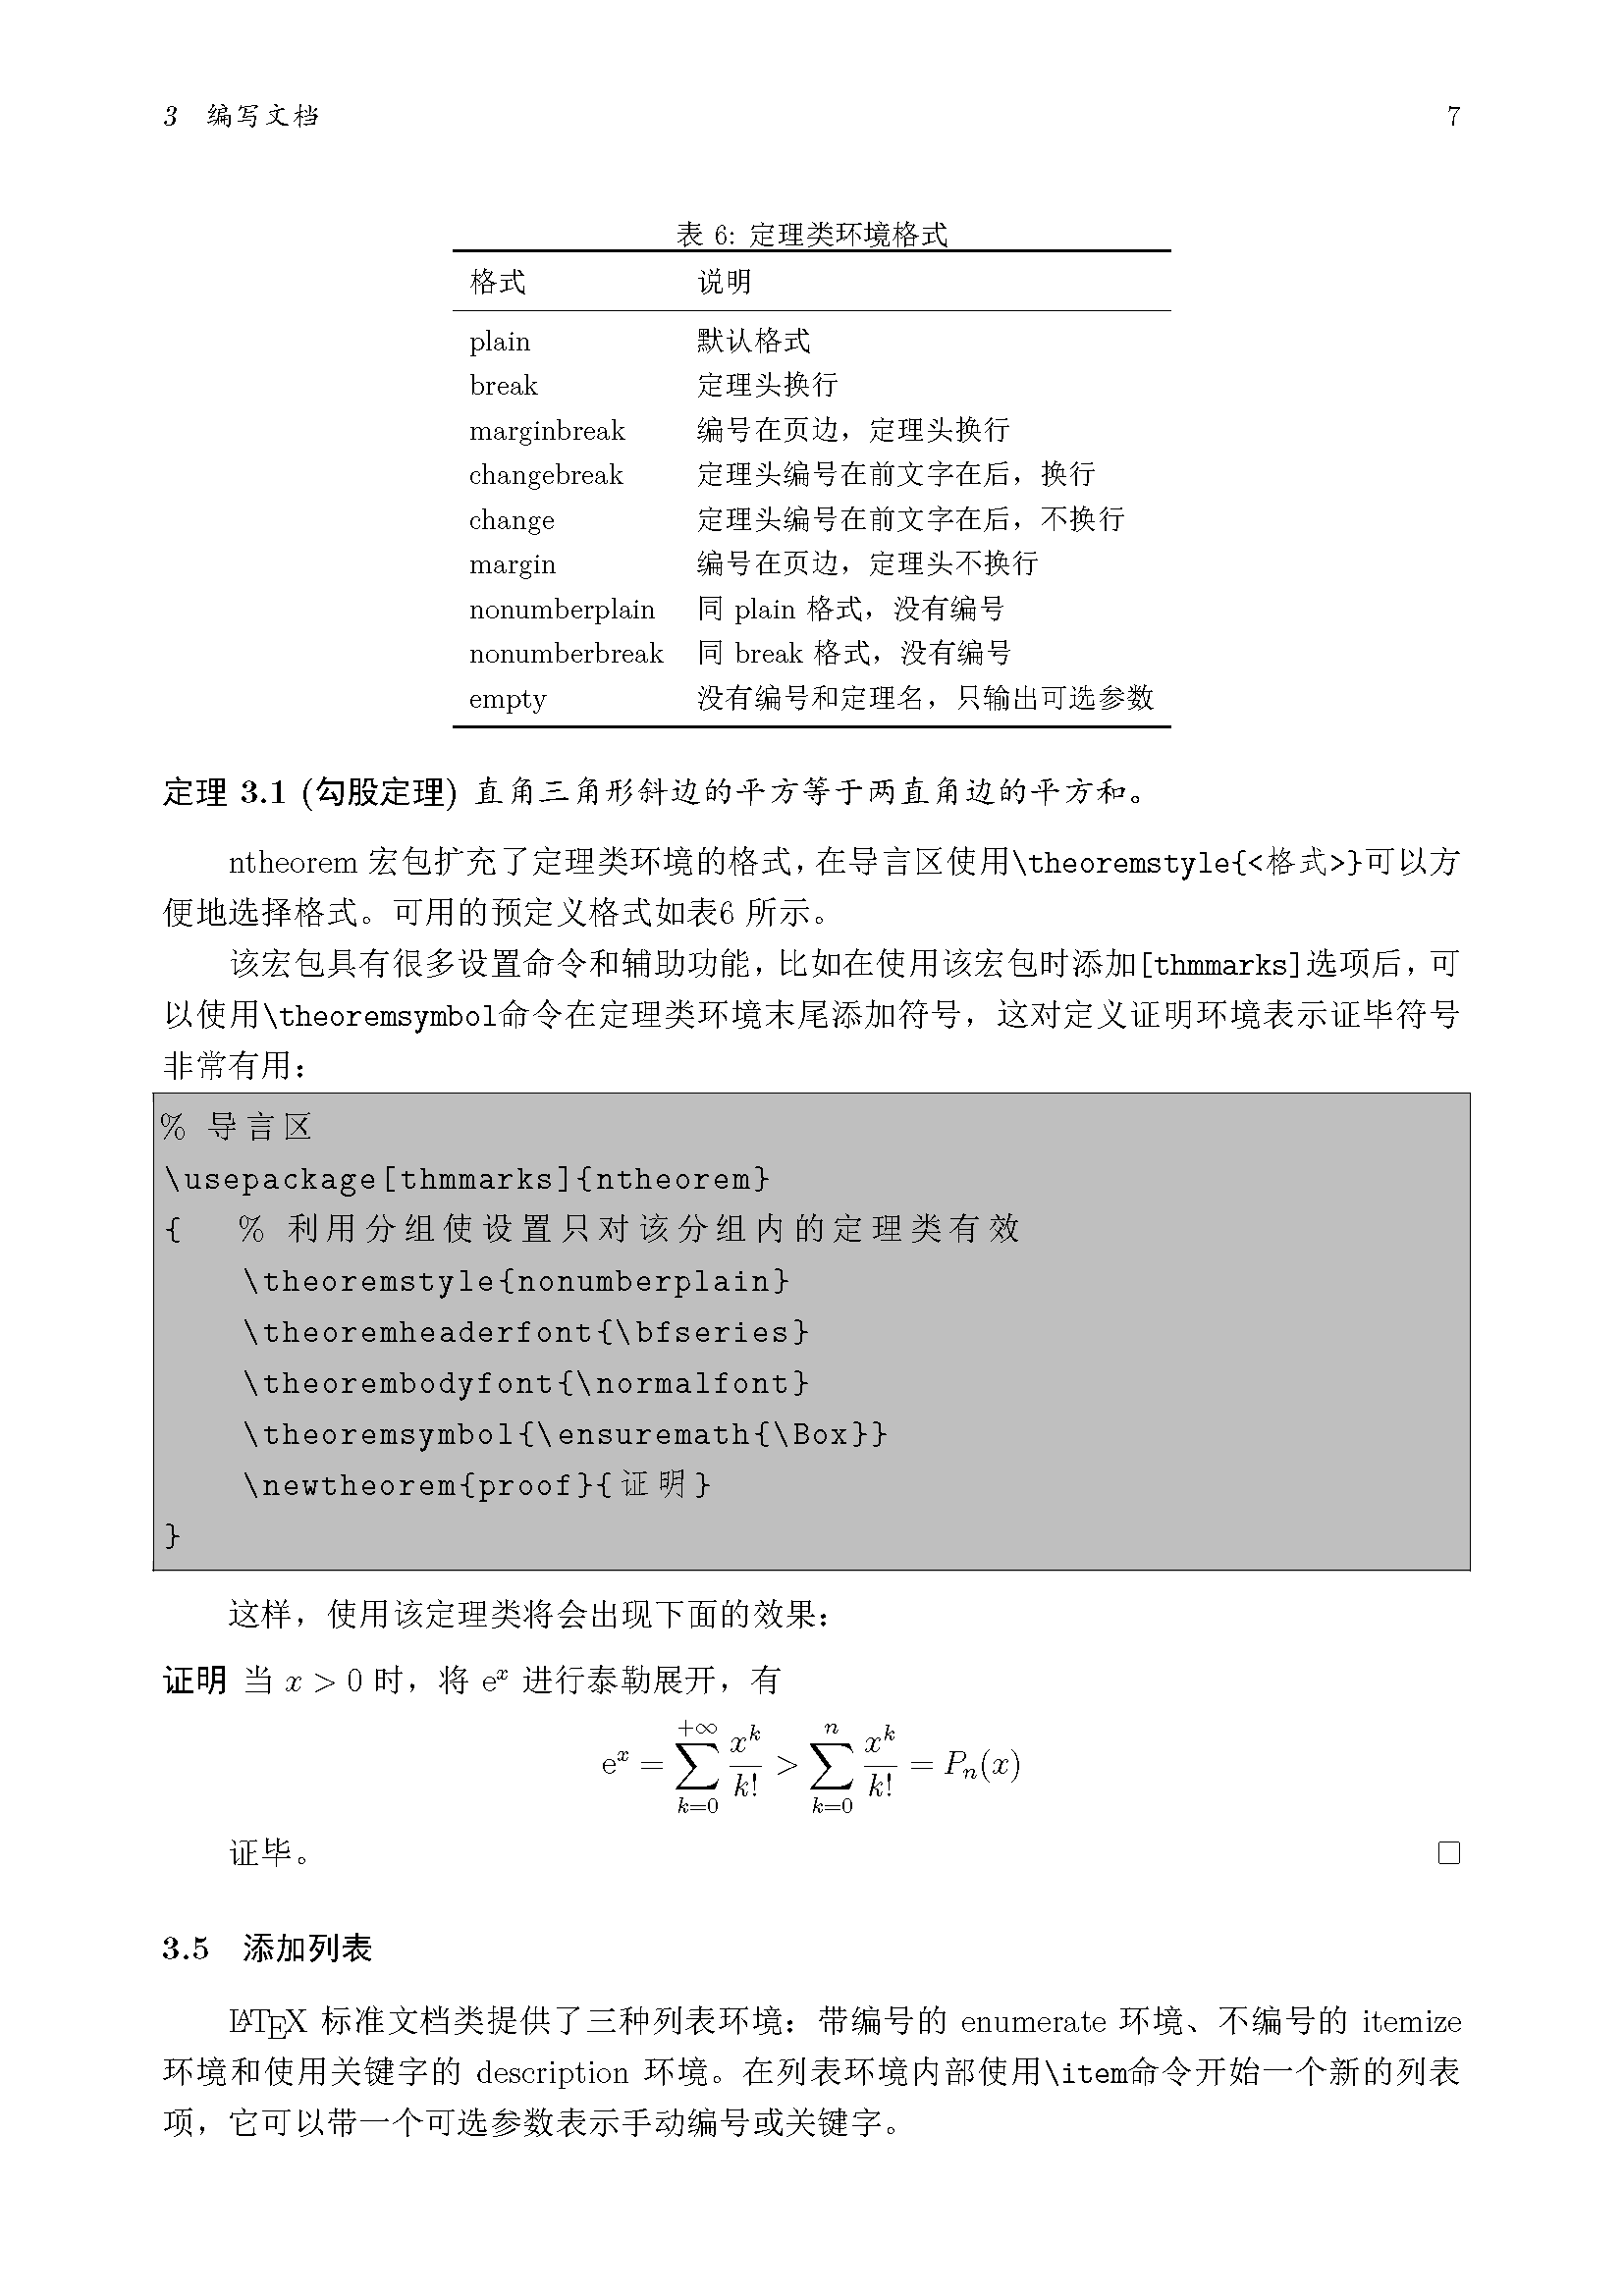 3 编写文档 7
表 6: 定理类环境格式
格式 说明
plain 默认格式
break 定理头换行
marginbreak 编号在页边，定理头换行
changebreak 定理头编号在前文字在后，换行
change 定理头编号在前文字在后，不换行
margin 编号在页边，定理头不换行
nonumberplain 同 plain 格式，没有编号
nonumberbreak 同 break 格式，没有编号
empty 没有编号和定理名，只输出可选参数
定理 3.1 (勾股定理) 直角三角形斜边的平方等于两直角边的平方和。
ntheorem 宏包扩充了定理类环境的格式，在导言区使用\theoremstyle{<格式>}可以方
便地选择格式。可用的预定义格式如表6 所示。
该宏包具有很多设置命令和辅助功能，比如在使用该宏包时添加[thmmarks]选项后，可
以使用\theoremsymbol命令在定理类环境末尾添加符号，这对定义证明环境表示证毕符号
非常有用：
% 导言区
\usepackage[thmmarks]{ntheorem}
{ % 利用分组使设置只对该分组内的定理类有效
\theoremstyle{nonumberplain}
\theoremheaderfont{\bfseries}
\theorembodyfont{\normalfont}
\theoremsymbol{\ensuremath{\Box}}
\newtheorem{proof}{证明}
}
这样，使用该定理类将会出现下面的效果：
证明 当 x > 0 时，将 e^x 进行泰勒展开，有
e^x = \sum_{k=0}^{+∞} \frac{x^k}{k!} > \sum_{k=0}^{n} \frac{x^k}{k!} = P_n(x)
证毕。 □
3.5 添加列表
LATEX 标准文档类提供了三种列表环境：带编号的 enumerate 环境、不编号的 itemize
环境和使用关键字的 description 环境。在列表环境内部使用\item命令开始一个新的列表
项，它可以带一个可选参数表示手动编号或关键字。